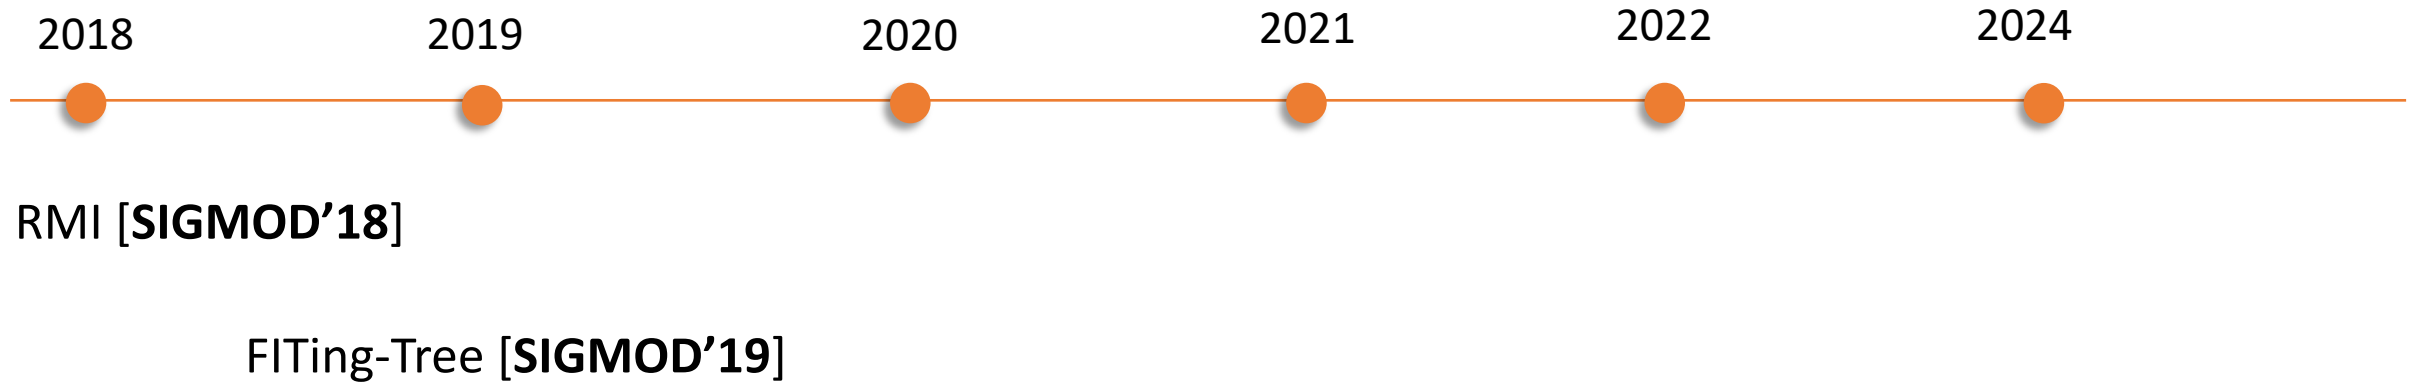 2018 2019 2020 2021 2022 2024
RMI [SIGMOD’18]
FITing-Tree [SIGMOD’19]